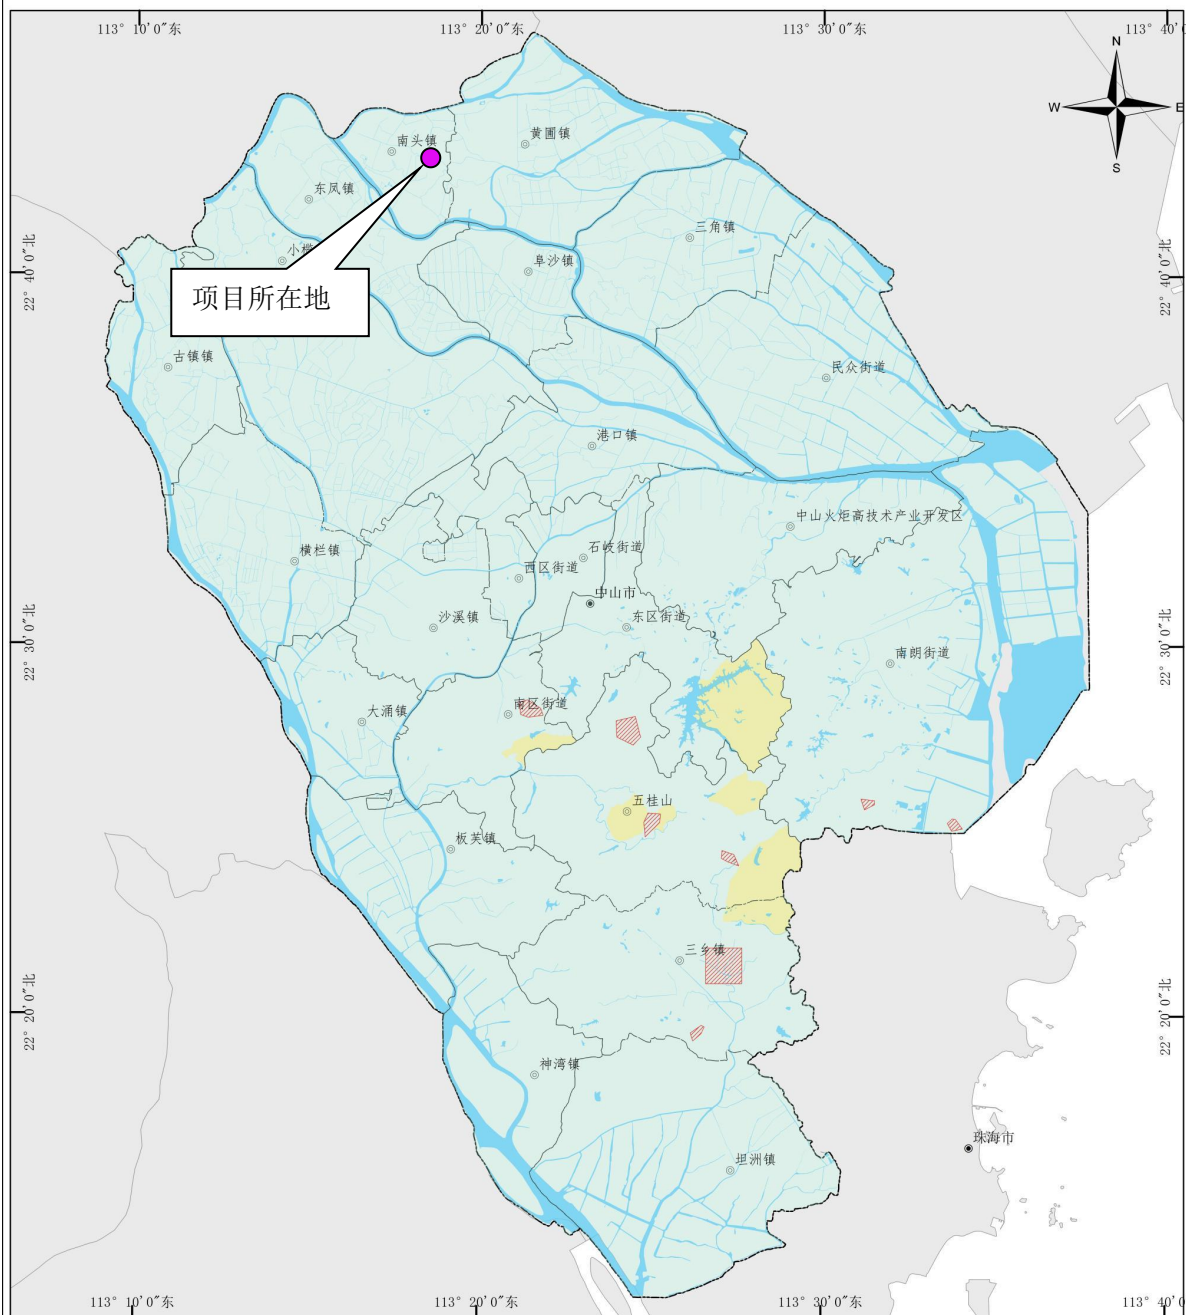 113° 10'0"东
113° 20'0"东
113° 30'0"东
113° 40'0"
N
W
E
S
南头镇
黄圃镇
东凤镇
三角镇
小榄
阜沙镇
22° 40'0"北
22° 40'0"北
项目所在地
古镇镇
民众街道
港口镇
中山火炬高技术产业开发区
石岐街道
横栏镇
西区街道
中山市
沙溪镇
东区街道
22° 30'0"北
22° 30'0"北
南朗街道
大涌镇
南区街道
五桂山
板芙镇
三乡镇
22° 20'0"北
22° 20'0"北
神湾镇
珠海市
坦洲镇
113° 10'0"东
113° 20'0"东
113° 30'0"东
113° 40'0